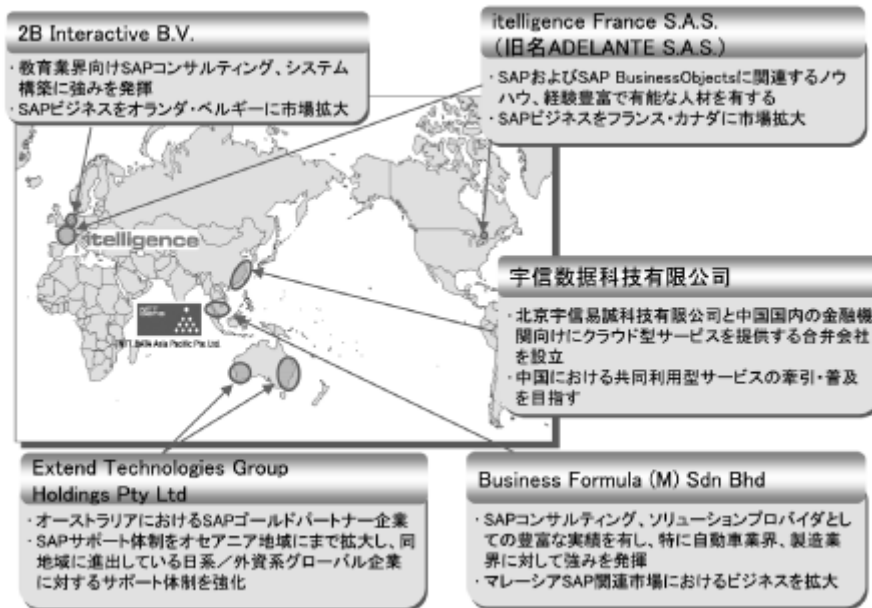 2B Interactive B.V.
・教育業界向けSAPコンサルティング、システム
構築に強みを発揮
・SAPビジネスをオランダ・ベルギーに市場拡大
itelligence France S.A.S.
（旧名ADELANTE S.A.S.）
・SAPおよびSAP BusinessObjectsに関連するノウ
ハウ、経験豊富で有能な人材を有する
・SAPビジネスをフランス・カナダに市場拡大
itelligence
宇信数据科技有限公司
・北京宇信易誠科技有限公司と中国国内の金融機
関向けにクラウド型サービスを提供する合弁会社
を設立
・中国における共同利用型サービスの牽引・普及
を目指す
NTT DATA Asia Pacific Pte. Ltd.
Extend Technologies Group
Holdings Pty Ltd
・オーストラリアにおけるSAPゴールドパートナー企業
・SAPサポート体制をオセアニア地域にまで拡大し、同
地域に進出している日系／外資系グローバル企業
に対するサポート体制を強化
Business Formula (M) Sdn Bhd
・SAPコンサルティング、ソリューションプロバイダとし
ての豊富な実績を有し、特に自動車業界、製造業
界に対して強みを発揮
・マレーシアSAP関連市場におけるビジネスを拡大